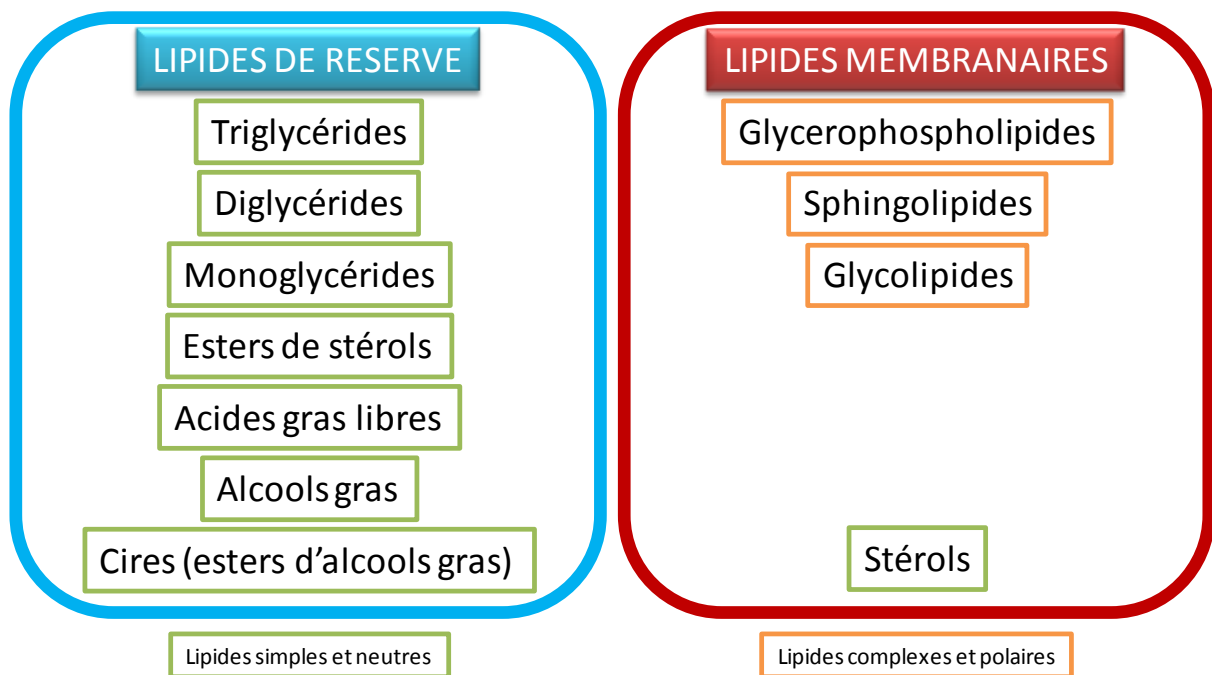 LIPIDES DE RESERVE
Triglycérides
Diglycérides
Monoglycérides
Esters de stérols
Acides gras libres
Alcools gras
Cires (esters d’alcools gras)
Lipides simples et neutres
LIPIDES MEMBRANAIRES
Glycerophospholipides
Sphingolipides
Glycolipides
Stérols
Lipides complexes et polaires